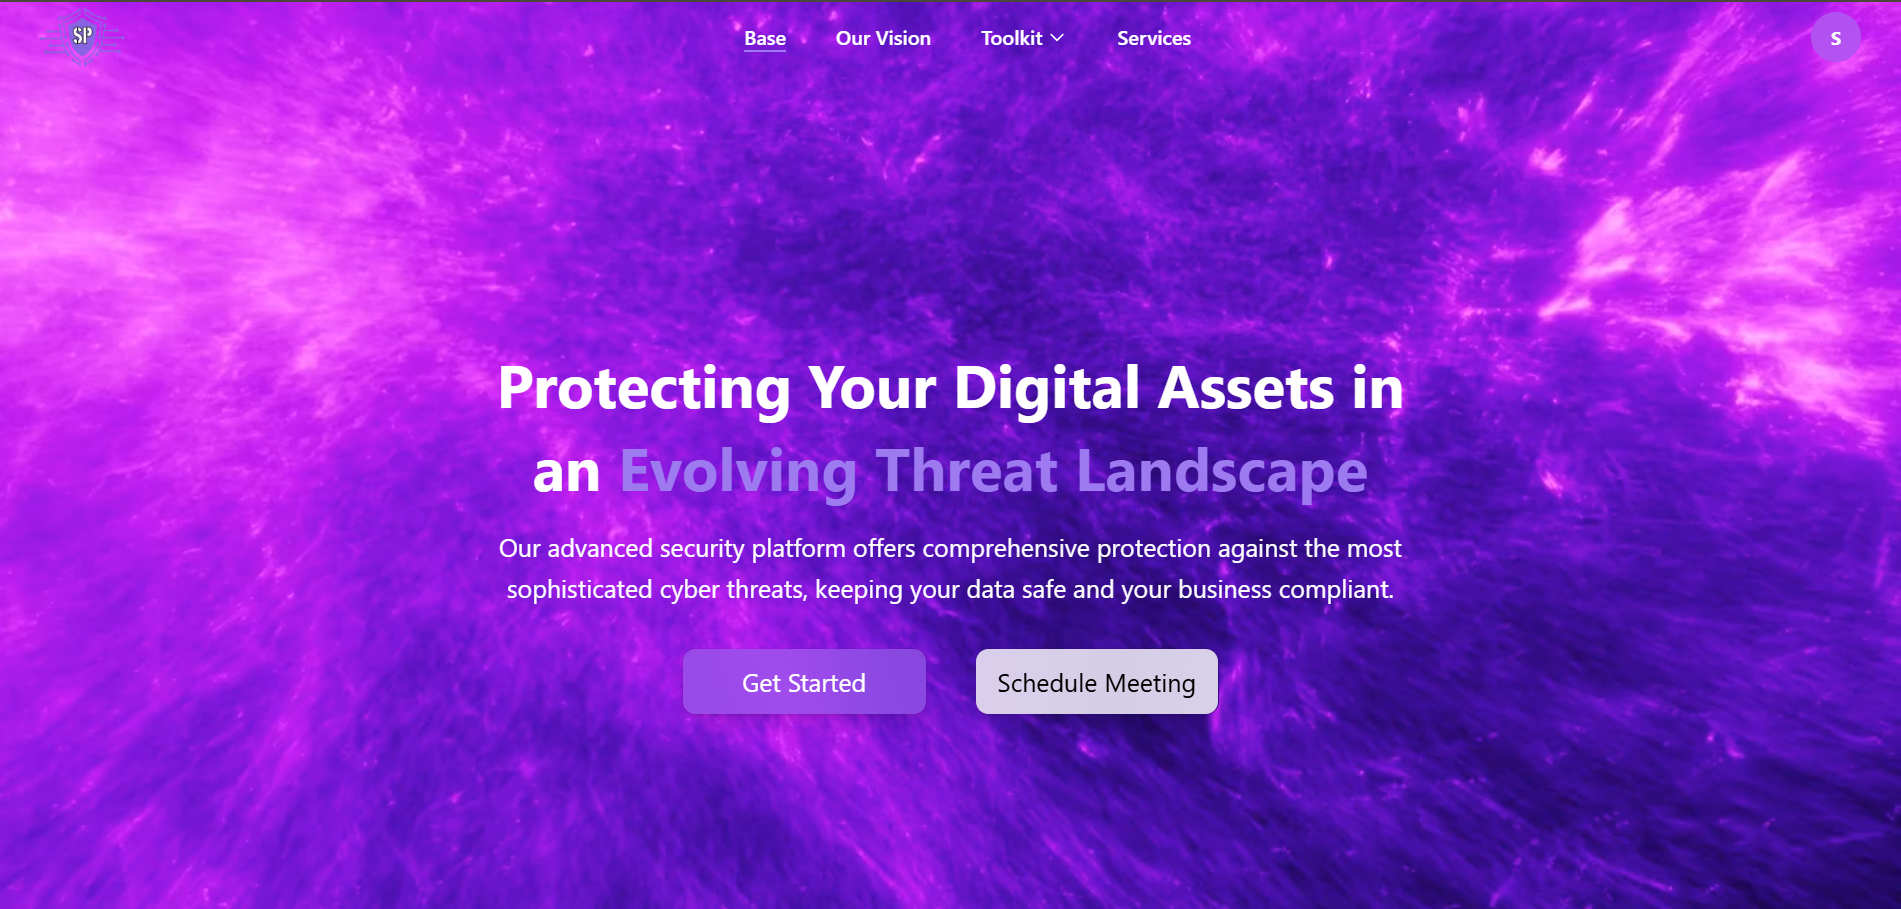 SP
Base
Our Vision
Toolkit
Services
S
Protecting Your Digital Assets in
an Evolving Threat Landscape
Our advanced security platform offers comprehensive protection against the most
sophisticated cyber threats, keeping your data safe and your business compliant.
Get Started
Schedule Meeting